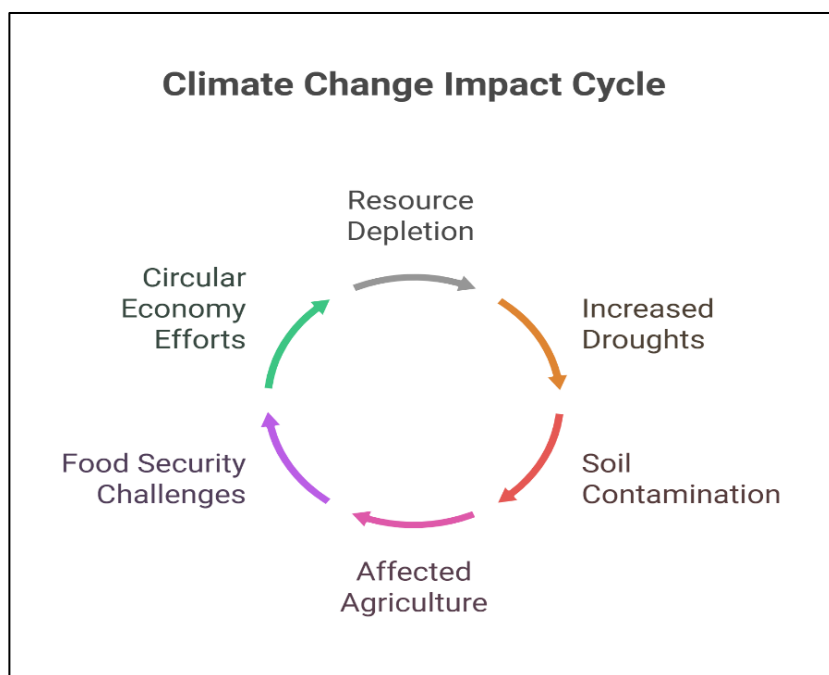 Climate Change Impact Cycle
Resource
Depletion
Increased
Droughts
Soil
Contamination
Affected
Agriculture
Food Security
Challenges
Circular
Economy
Efforts